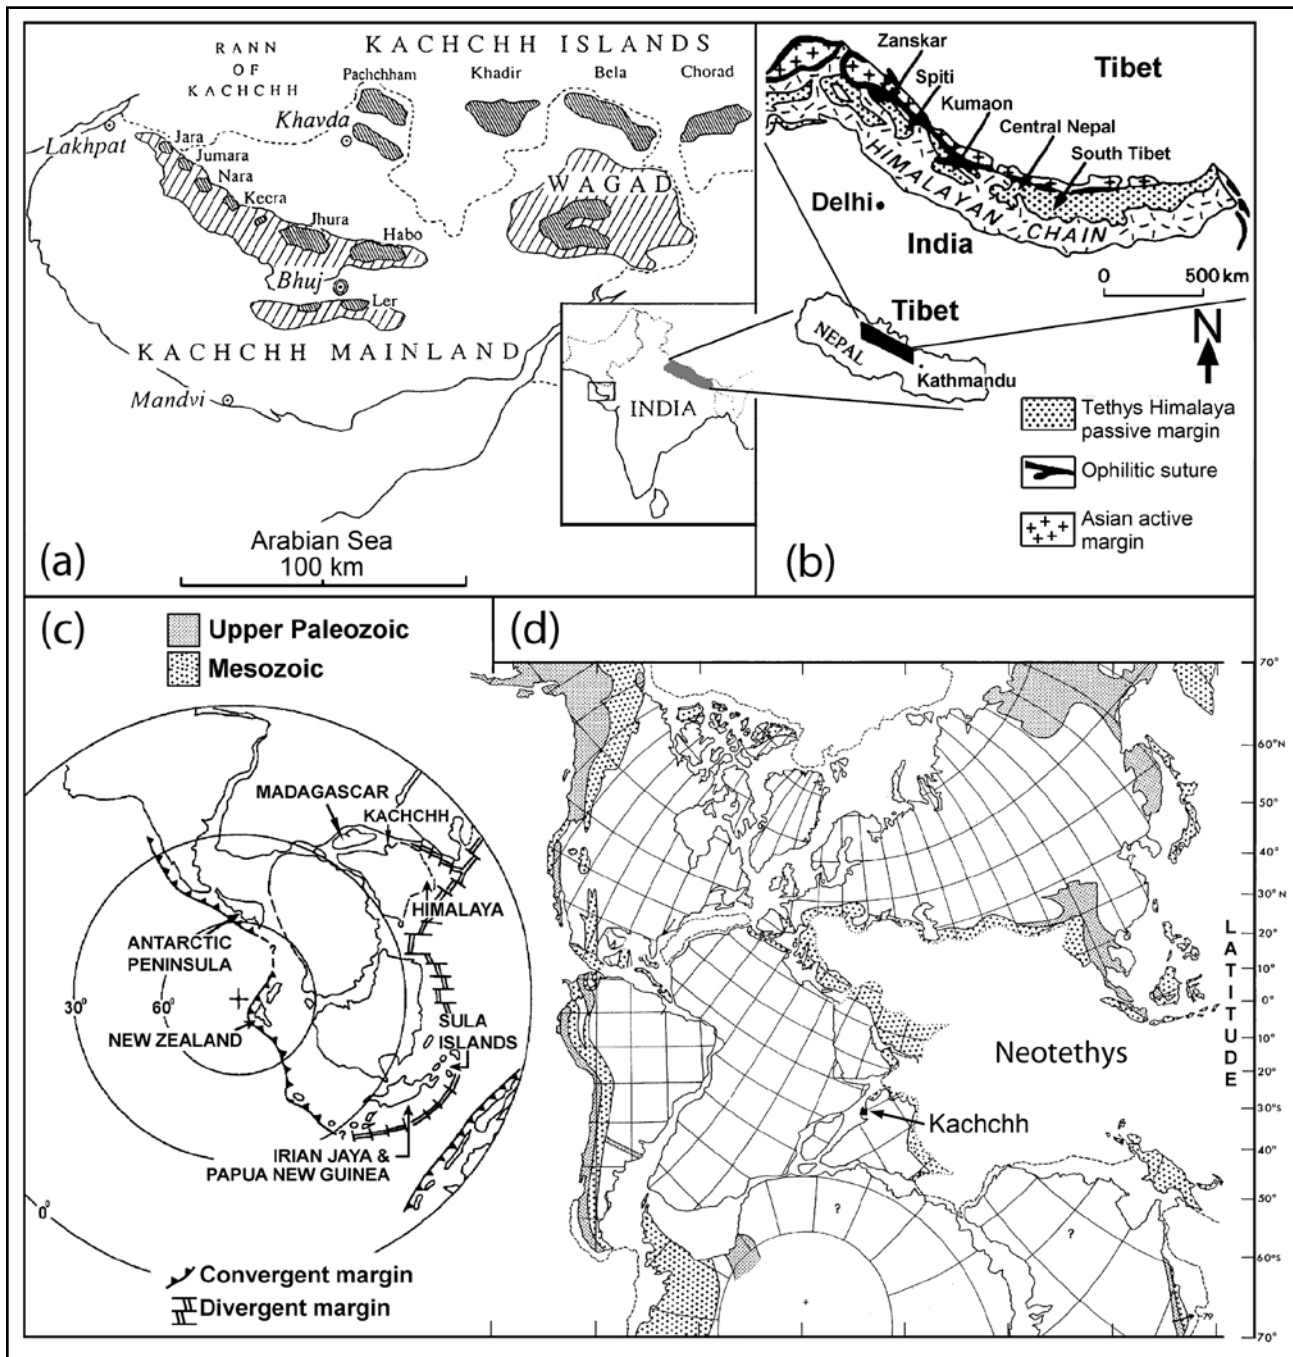 RANN
OF
KACHCHH
KACHCHH ISLANDS
Pachchham
Khadir
Bela
Chorad
Khavda
Lakhpat
Jara
Jumara
Nara
Keera
Jhura
Habo
WAGAD
Bhuj
Ler
KACHCHH MAINLAND
Mandvi
INDIA
Arabian Sea
100 km
(a)
Zanskar
Spiti
Kumaon
Central Nepal
South Tibet
Tibet
HIMALAYAN CHAIN
Delhi
India
0 500 km
Tibet
NEPAL
Kathmandu
N
Tethys Himalaya
passive margin
Ophilitic suture
Asian active
margin
(b)
(c)
Upper Paleozoic
Mesozoic
MADAGASCAR
KACHCHH
HIMALAYA
ANTARCTIC
PENINSULA
?
30°
60°
NEW ZEALAND
SULA
ISLANDS
?
IRIAN JAYA &
PAPUA NEW GUINEA
0°
Convergent margin
Divergent margin
(d)
70°
60°N
50°
40°
30°N
20°
10°
0°
10°
20°
30°S
40°
50°
60°S
70°
LATITUDE
Neotethys
Kachchh
?
?